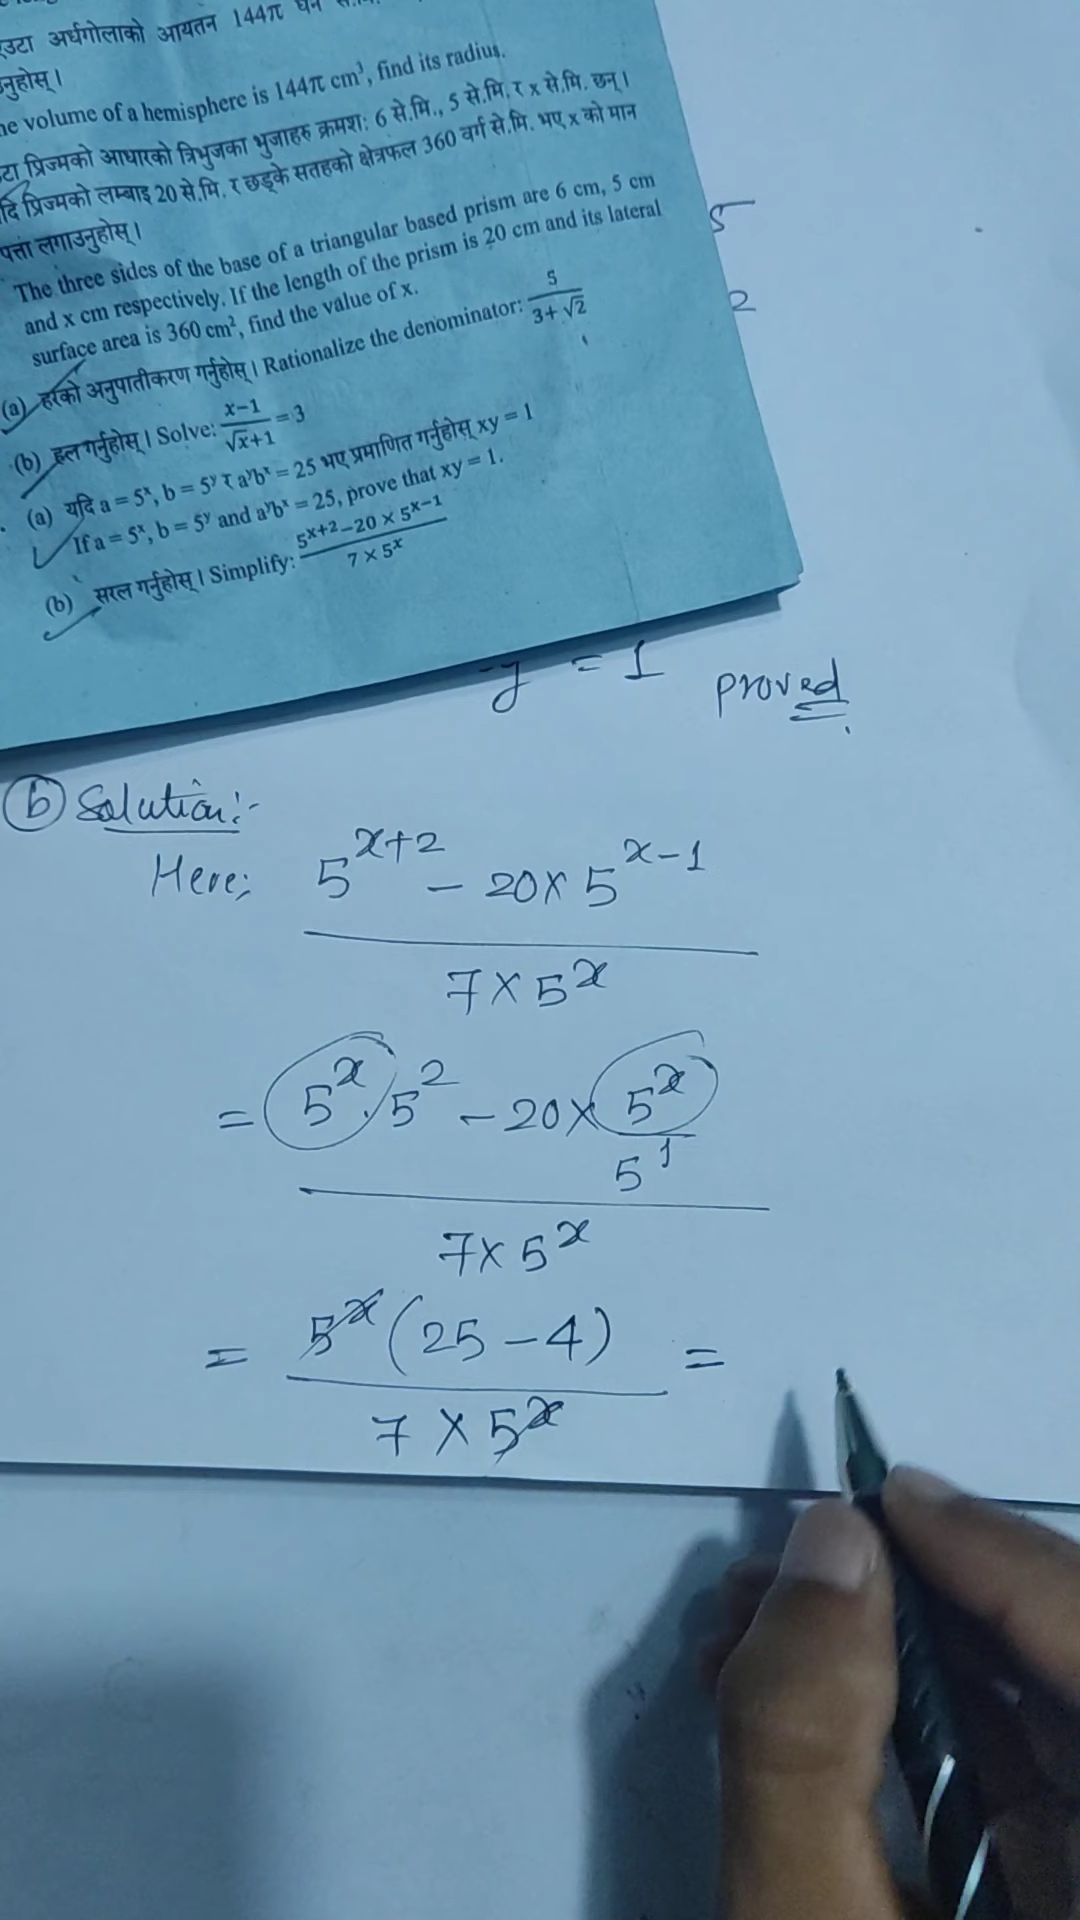 एउटा अर्धगोलाको आयतन 144π घन
नुहोस् ।
volume of a hemisphere is 144π cm³, find its radius.
प्रिज्मको आधारको त्रिभुजका भुजाहरु क्रमशः 6 से.मि., 5 से.मि. र x से.मि. छन् ।
दि प्रिज्मको लम्बाइ 20 से.मि. र छड्के सतहको क्षेत्रफल 360 वर्ग से.मि. भए x को मान
पत्ता लगाउनुहोस् ।
The three sides of the base of a triangular based prism are 6 cm, 5 cm
and x cm respectively. If the length of the prism is 20 cm and its lateral
surface area is 360 cm², find the value of x.
(a) हरको अनुपातीकरण गर्नुहोस् । Rationalize the denominator: 5/(3+√2)
(b) हल गर्नुहोस् । Solve: (x−1)/(√x+1) = 3
(a) यदि a = 5ˣ, b = 5ʸ र aʸbˣ = 25 भए प्रमाणित गर्नुहोस् xy = 1
If a = 5ˣ, b = 5ʸ and aʸbˣ = 25, prove that xy = 1.
(b) सरल गर्नुहोस् । Simplify: (5ˣ⁺²−20 × 5ˣ⁻¹)/(7 × 5ˣ)
5
2
y = 1 proved
(b) Solution:-
Here; 5ˣ⁺² − 20 × 5ˣ⁻¹
7 × 5ˣ
= 5ˣ . 5² − 20 × 5ˣ
5¹
7 × 5ˣ
= 5ˣ (25 − 4) =
7 × 5ˣ